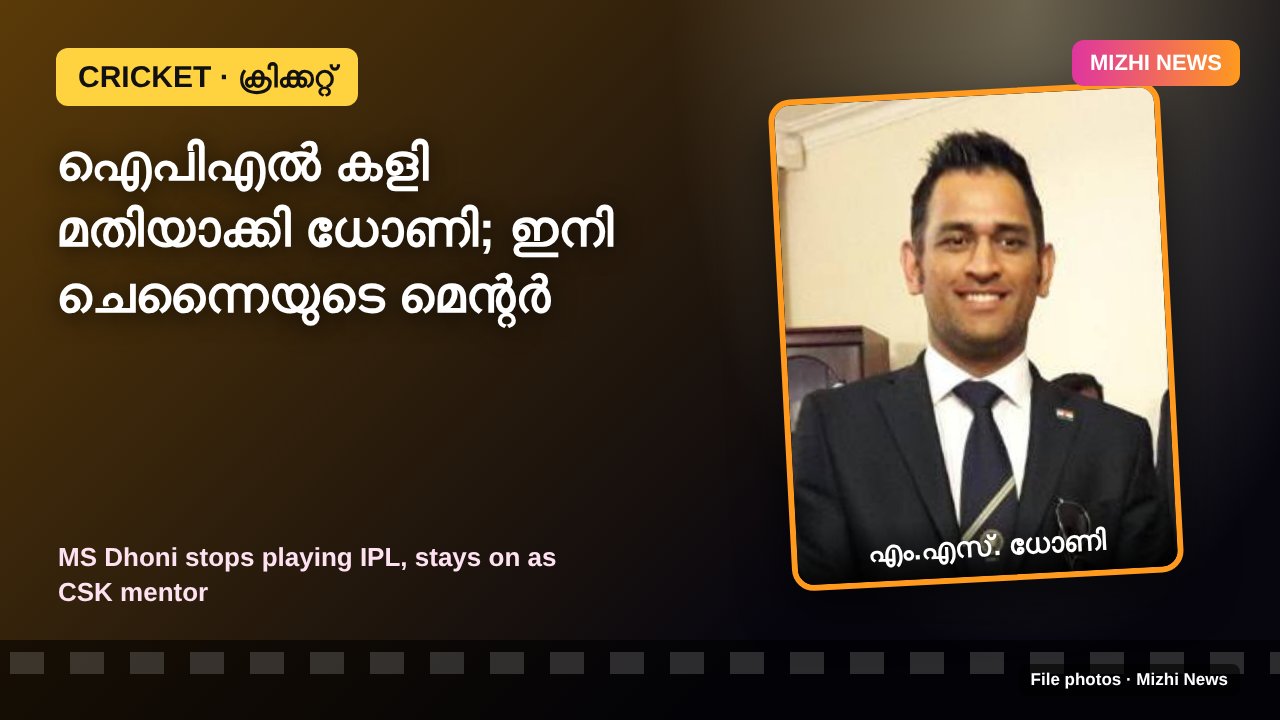 CRICKET · ക്രിക്കറ്റ്
MIZHI NEWS
ഐപിഎൽ കളി
മതിയാക്കി ധോണി; ഇനി
ചെന്നൈയുടെ മെന്റർ
എം.എസ്. ധോണി
MS Dhoni stops playing IPL, stays on as
CSK mentor
File photos · Mizhi News